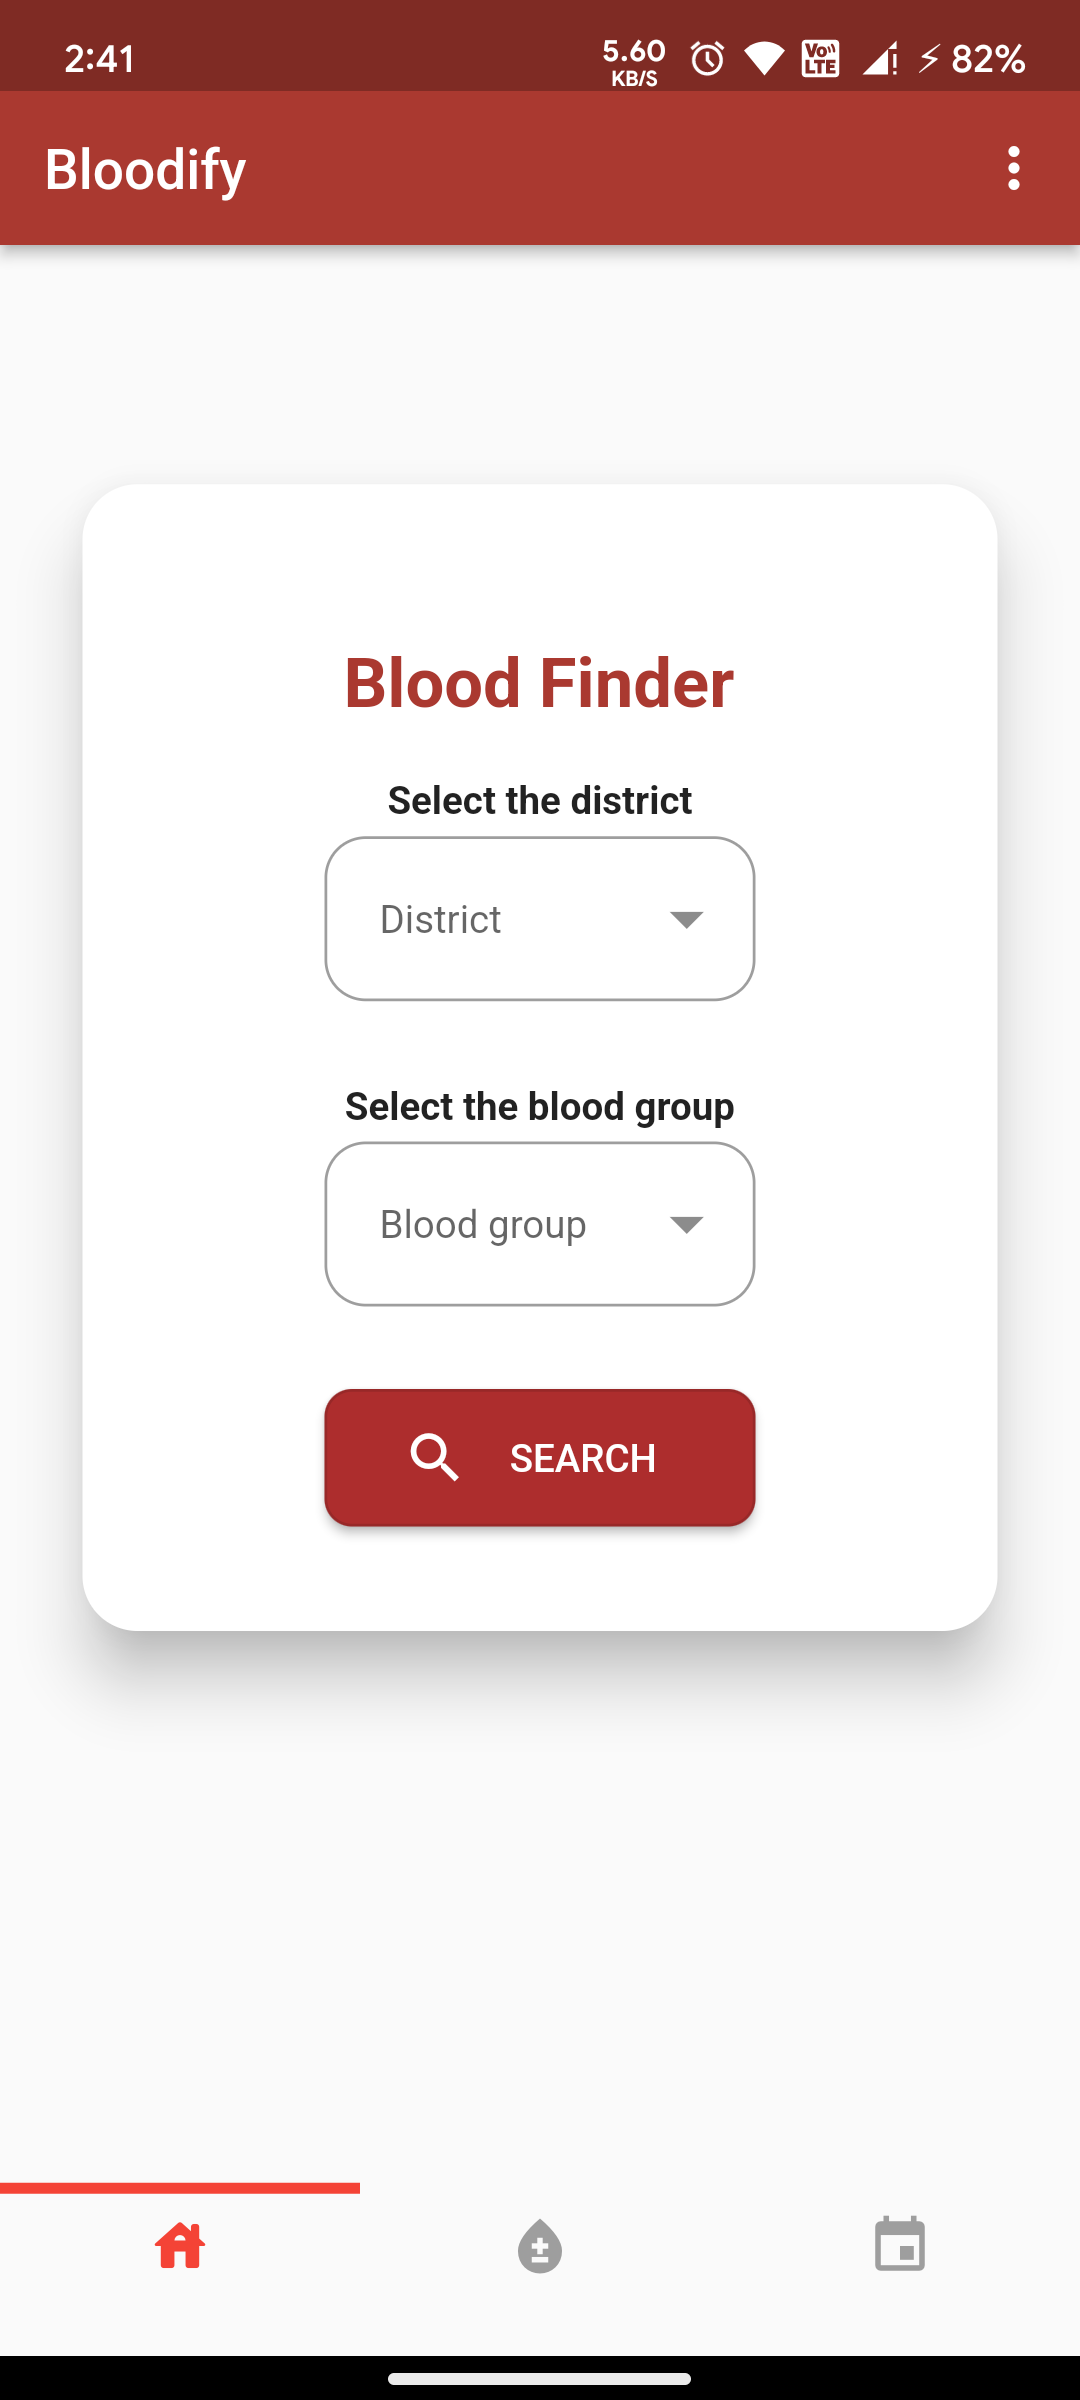 2:41
5.60
KB/S
Vo
LTE
82%
Bloodify
Blood Finder
Select the district
District
Select the blood group
Blood group
SEARCH